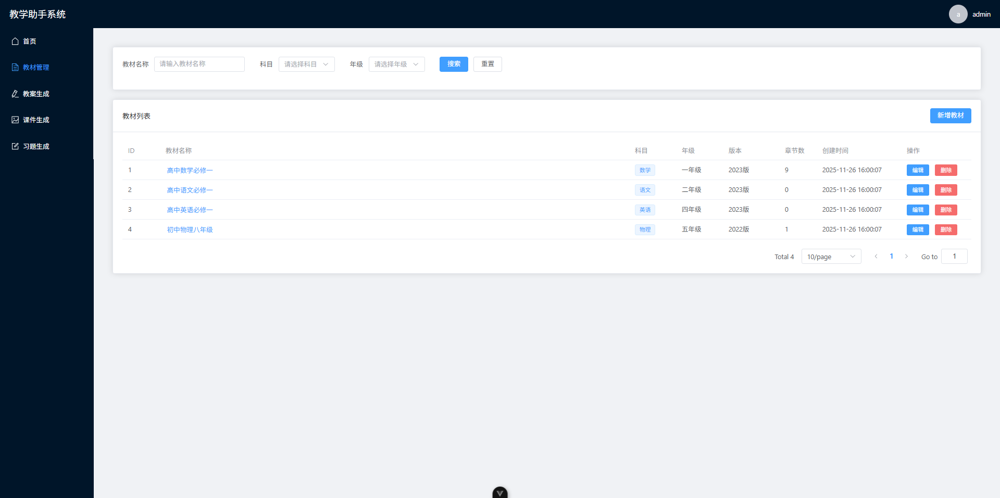 教学助手系统
a admin
首页
教材管理
教案生成
课件生成
习题生成
教材名称 请输入教材名称 科目 请选择科目 年级 请选择年级 搜索 重置
教材列表 新增教材
ID 教材名称 科目 年级 版本 章节数 创建时间 操作
1 高中数学必修一 数学 一年级 2023版 9 2025-11-26 16:00:07 编辑 删除
2 高中语文必修一 语文 二年级 2023版 0 2025-11-26 16:00:07 编辑 删除
3 高中英语必修一 英语 四年级 2023版 0 2025-11-26 16:00:07 编辑 删除
4 初中物理八年级 物理 五年级 2022版 1 2025-11-26 16:00:07 编辑 删除
Total 4 10/page 1 Go to 1